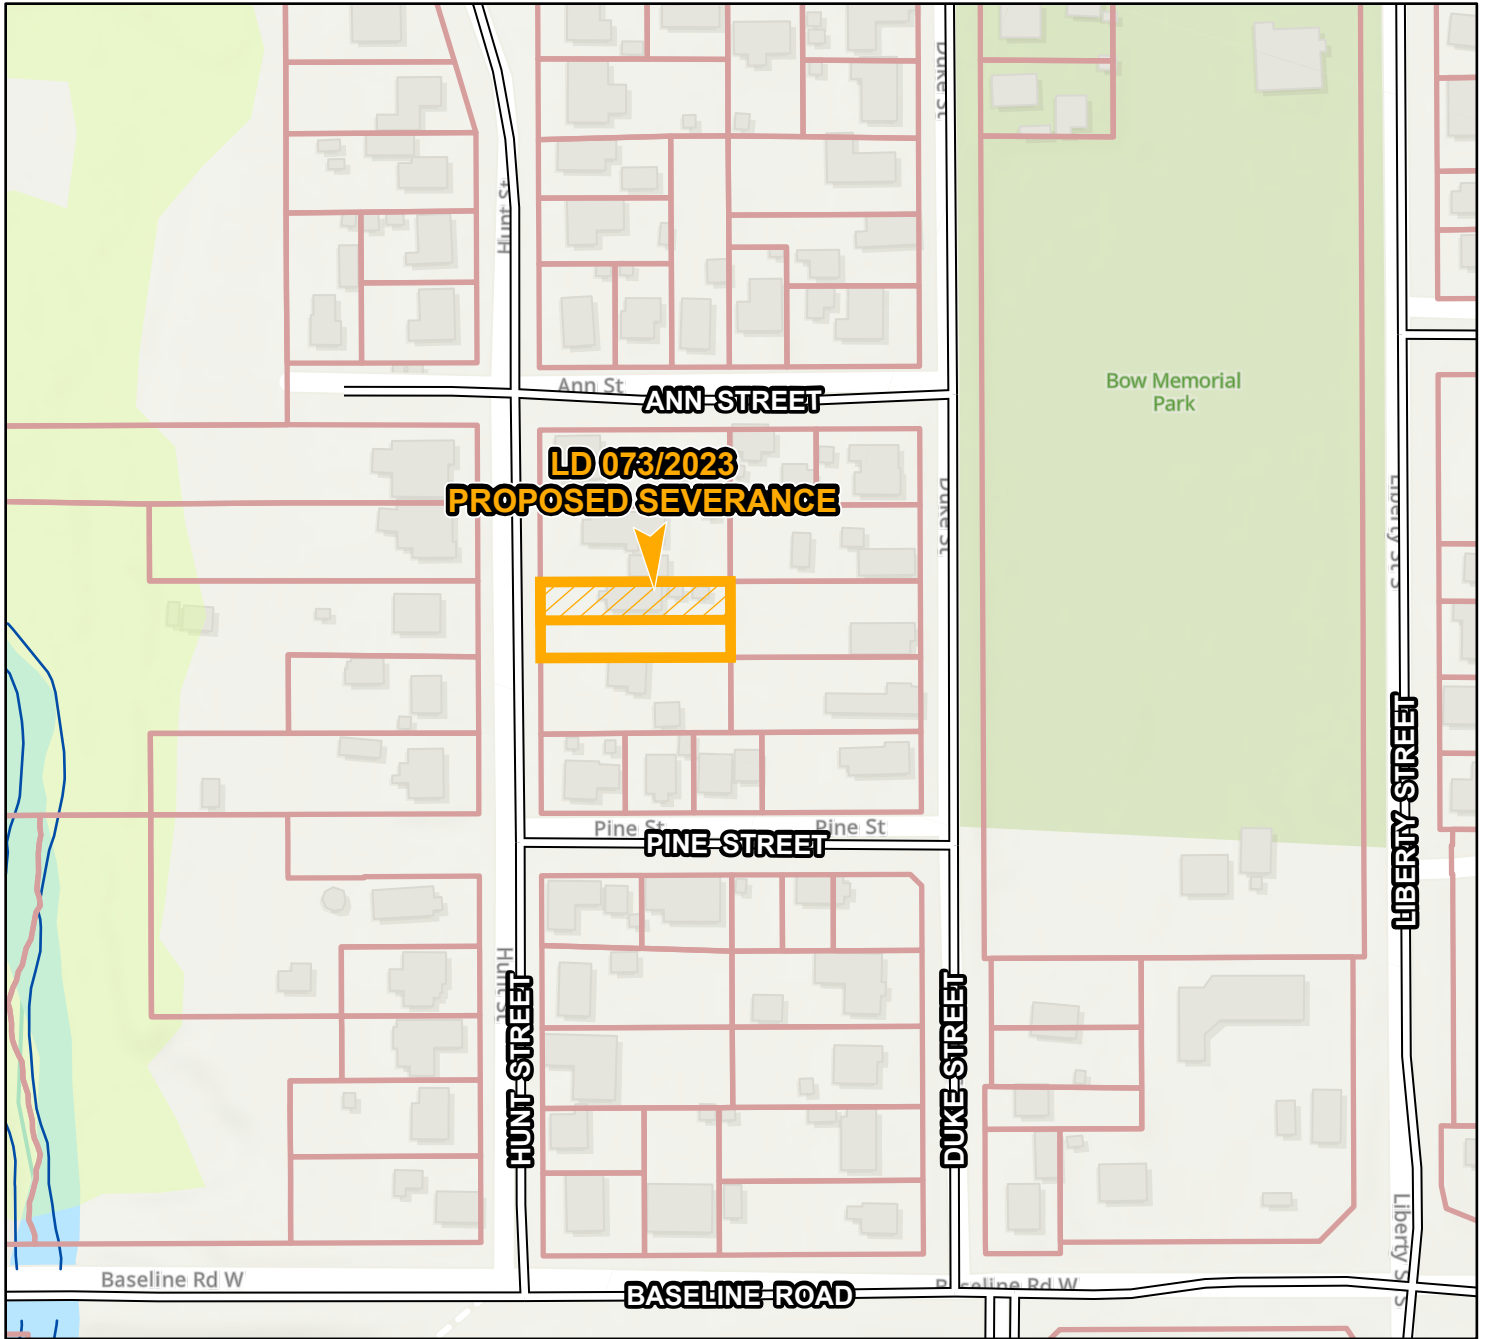 Duke St
Hunt St
Ann St
ANN STREET
Bow Memorial
Park
LD 073/2023
PROPOSED SEVERANCE
Duke St
Liberty St S
LIBERTY STREET
Pine St
Pine St
PINE STREET
Hunt St
HUNT STREET
DUKE STREET
Liberty St S
Baseline Rd W
Baseline Rd W
BASELINE ROAD